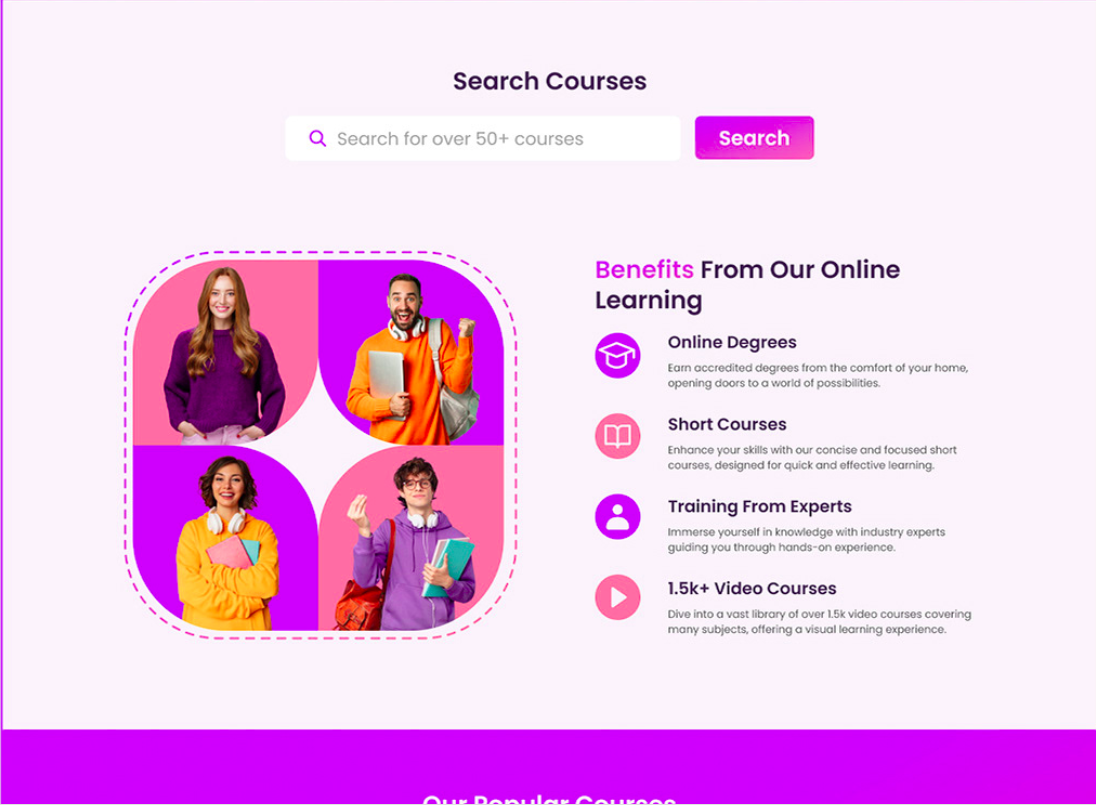 Search Courses
Search for over 50+ courses
Search
Benefits From Our Online
Learning
Online Degrees
Earn accredited degrees from the comfort of your home,
opening doors to a world of possibilities.
Short Courses
Enhance your skills with our concise and focused short
courses, designed for quick and effective learning.
Training From Experts
Immerse yourself in knowledge with industry experts
guiding you through hands-on experience.
1.5k+ Video Courses
Dive into a vast library of over 1.5k video courses covering
many subjects, offering a visual learning experience.
Our Popular Courses